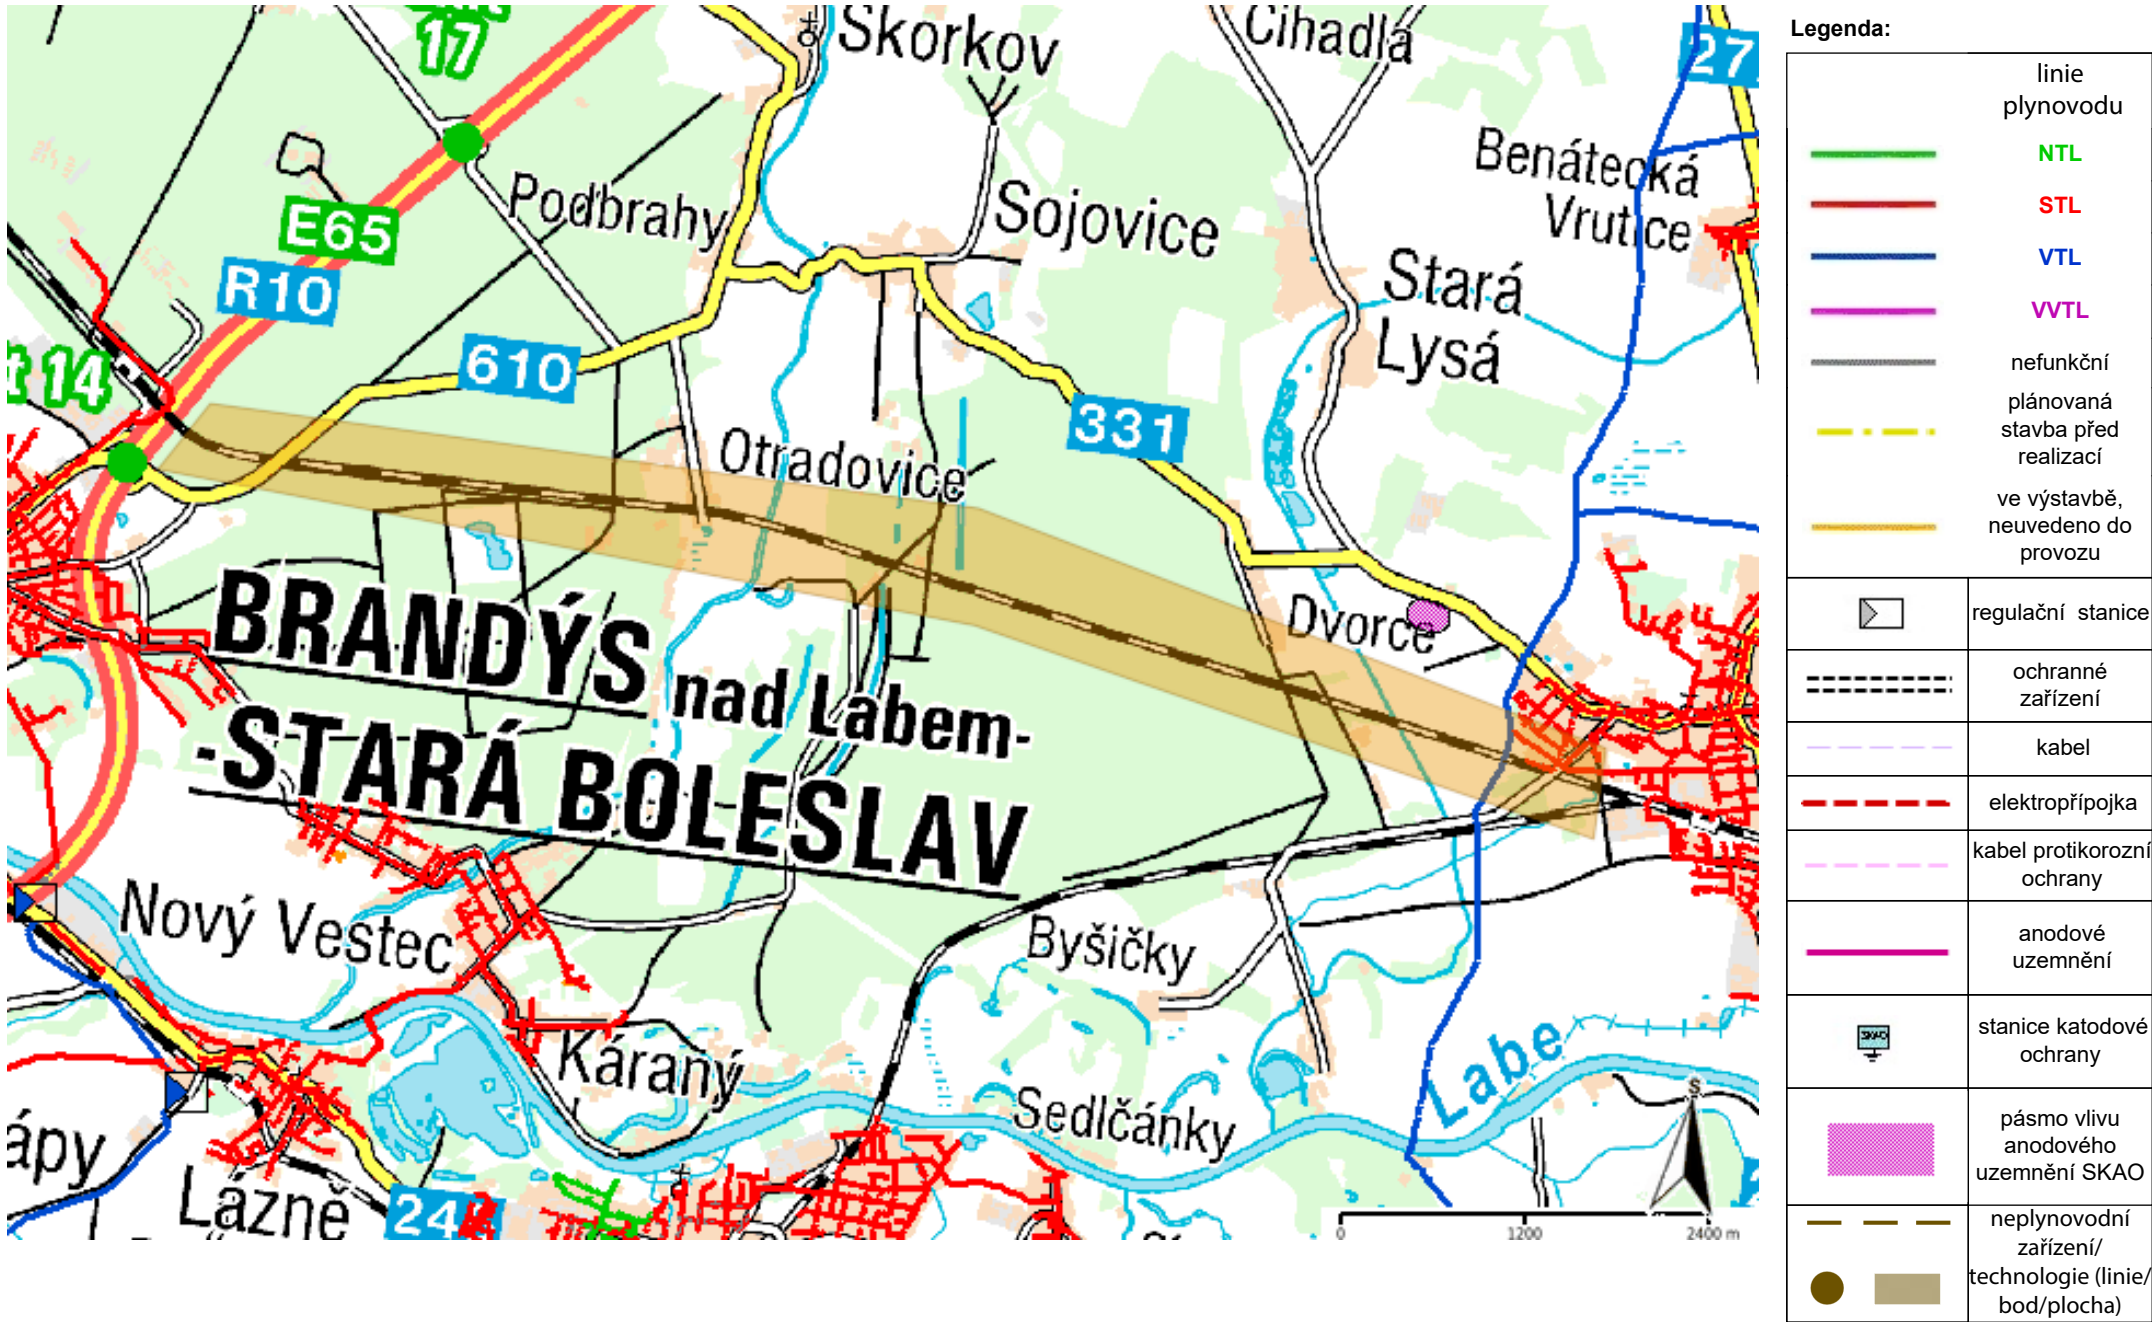 17
Skorkov
Cihadla
27
Legenda:
linie
plynovodu
Benátecká
Vrutice
NTL
E65
Podbrahy
Sojovice
STL
R10
Stará
Lysá
VTL
VVTL
14
610
nefunkční
331
plánovaná
stavba před
realizací
Otradovice
ve výstavbě,
neuvedeno do
provozu
BRANDÝS nad Labem-
-STARÁ BOLESLAV
Dvorce
regulační stanice
ochranné
zařízení
kabel
elektropřípojka
kabel protikorozní
ochrany
Nový Vestec
Byšičky
anodové
uzemnění
SKAO
stanice katodové
ochrany
Káraný
Labe
Sedlčánky
S
pásmo vlivu
anodového
uzemnění SKAO
ápy
Lázně
24
0
1200
2400 m
neplynovodní
zařízení/
technologie (linie/
bod/plocha)